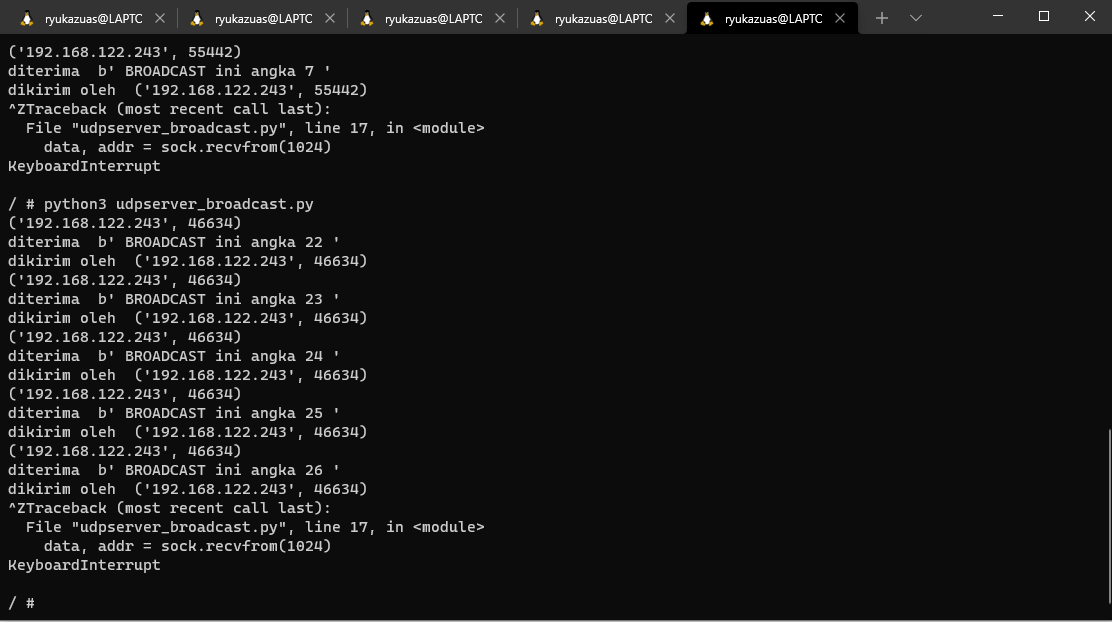 ryukazuas@LAPTC
ryukazuas@LAPTC
ryukazuas@LAPTC
ryukazuas@LAPTC
ryukazuas@LAPTC
('192.168.122.243', 55442)
diterima  b' BROADCAST ini angka 7 '
dikirim oleh  ('192.168.122.243', 55442)
^ZTraceback (most recent call last):
  File "udpserver_broadcast.py", line 17, in <module>
    data, addr = sock.recvfrom(1024)
KeyboardInterrupt
/ # python3 udpserver_broadcast.py
('192.168.122.243', 46634)
diterima  b' BROADCAST ini angka 22 '
dikirim oleh  ('192.168.122.243', 46634)
('192.168.122.243', 46634)
diterima  b' BROADCAST ini angka 23 '
dikirim oleh  ('192.168.122.243', 46634)
('192.168.122.243', 46634)
diterima  b' BROADCAST ini angka 24 '
dikirim oleh  ('192.168.122.243', 46634)
('192.168.122.243', 46634)
diterima  b' BROADCAST ini angka 25 '
dikirim oleh  ('192.168.122.243', 46634)
('192.168.122.243', 46634)
diterima  b' BROADCAST ini angka 26 '
dikirim oleh  ('192.168.122.243', 46634)
^ZTraceback (most recent call last):
  File "udpserver_broadcast.py", line 17, in <module>
    data, addr = sock.recvfrom(1024)
KeyboardInterrupt
/ #